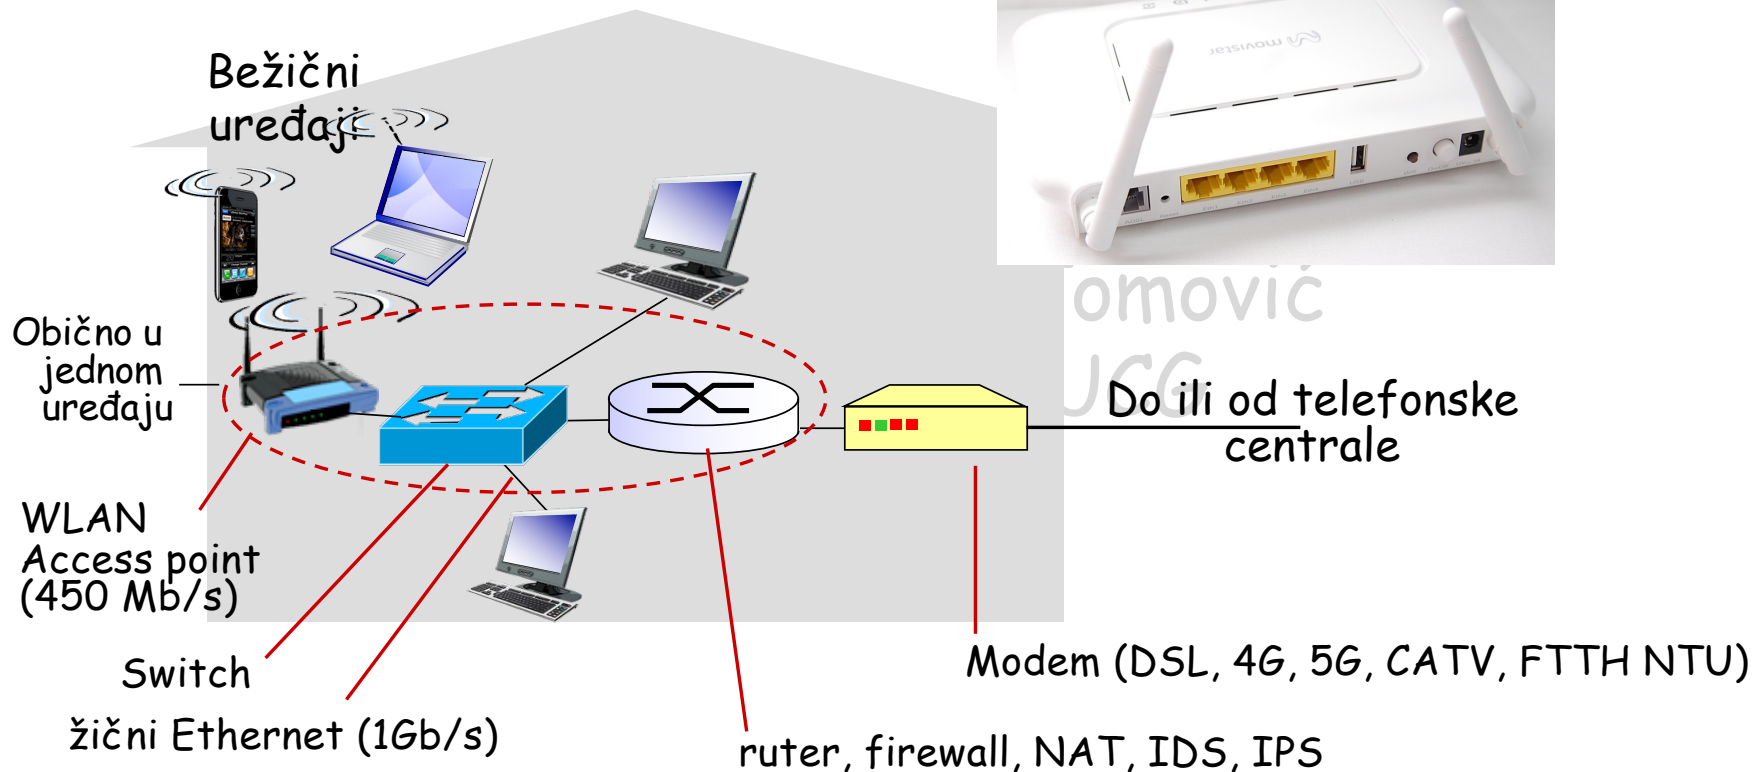 Bežični
uređaji
movistar
Obično u
jednom
uređaju
omović
UCG
Do ili od telefonske
centrale
WLAN
Access point
(450 Mb/s)
Switch
žični Ethernet (1Gb/s)
Modem (DSL, 4G, 5G, CATV, FTTH NTU)
ruter, firewall, NAT, IDS, IPS